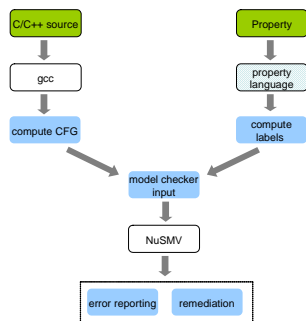 C/C++ source
Property
gcc
property
language
compute CFG
compute
labels
model checker
input
NuSMV
error reporting
remediation